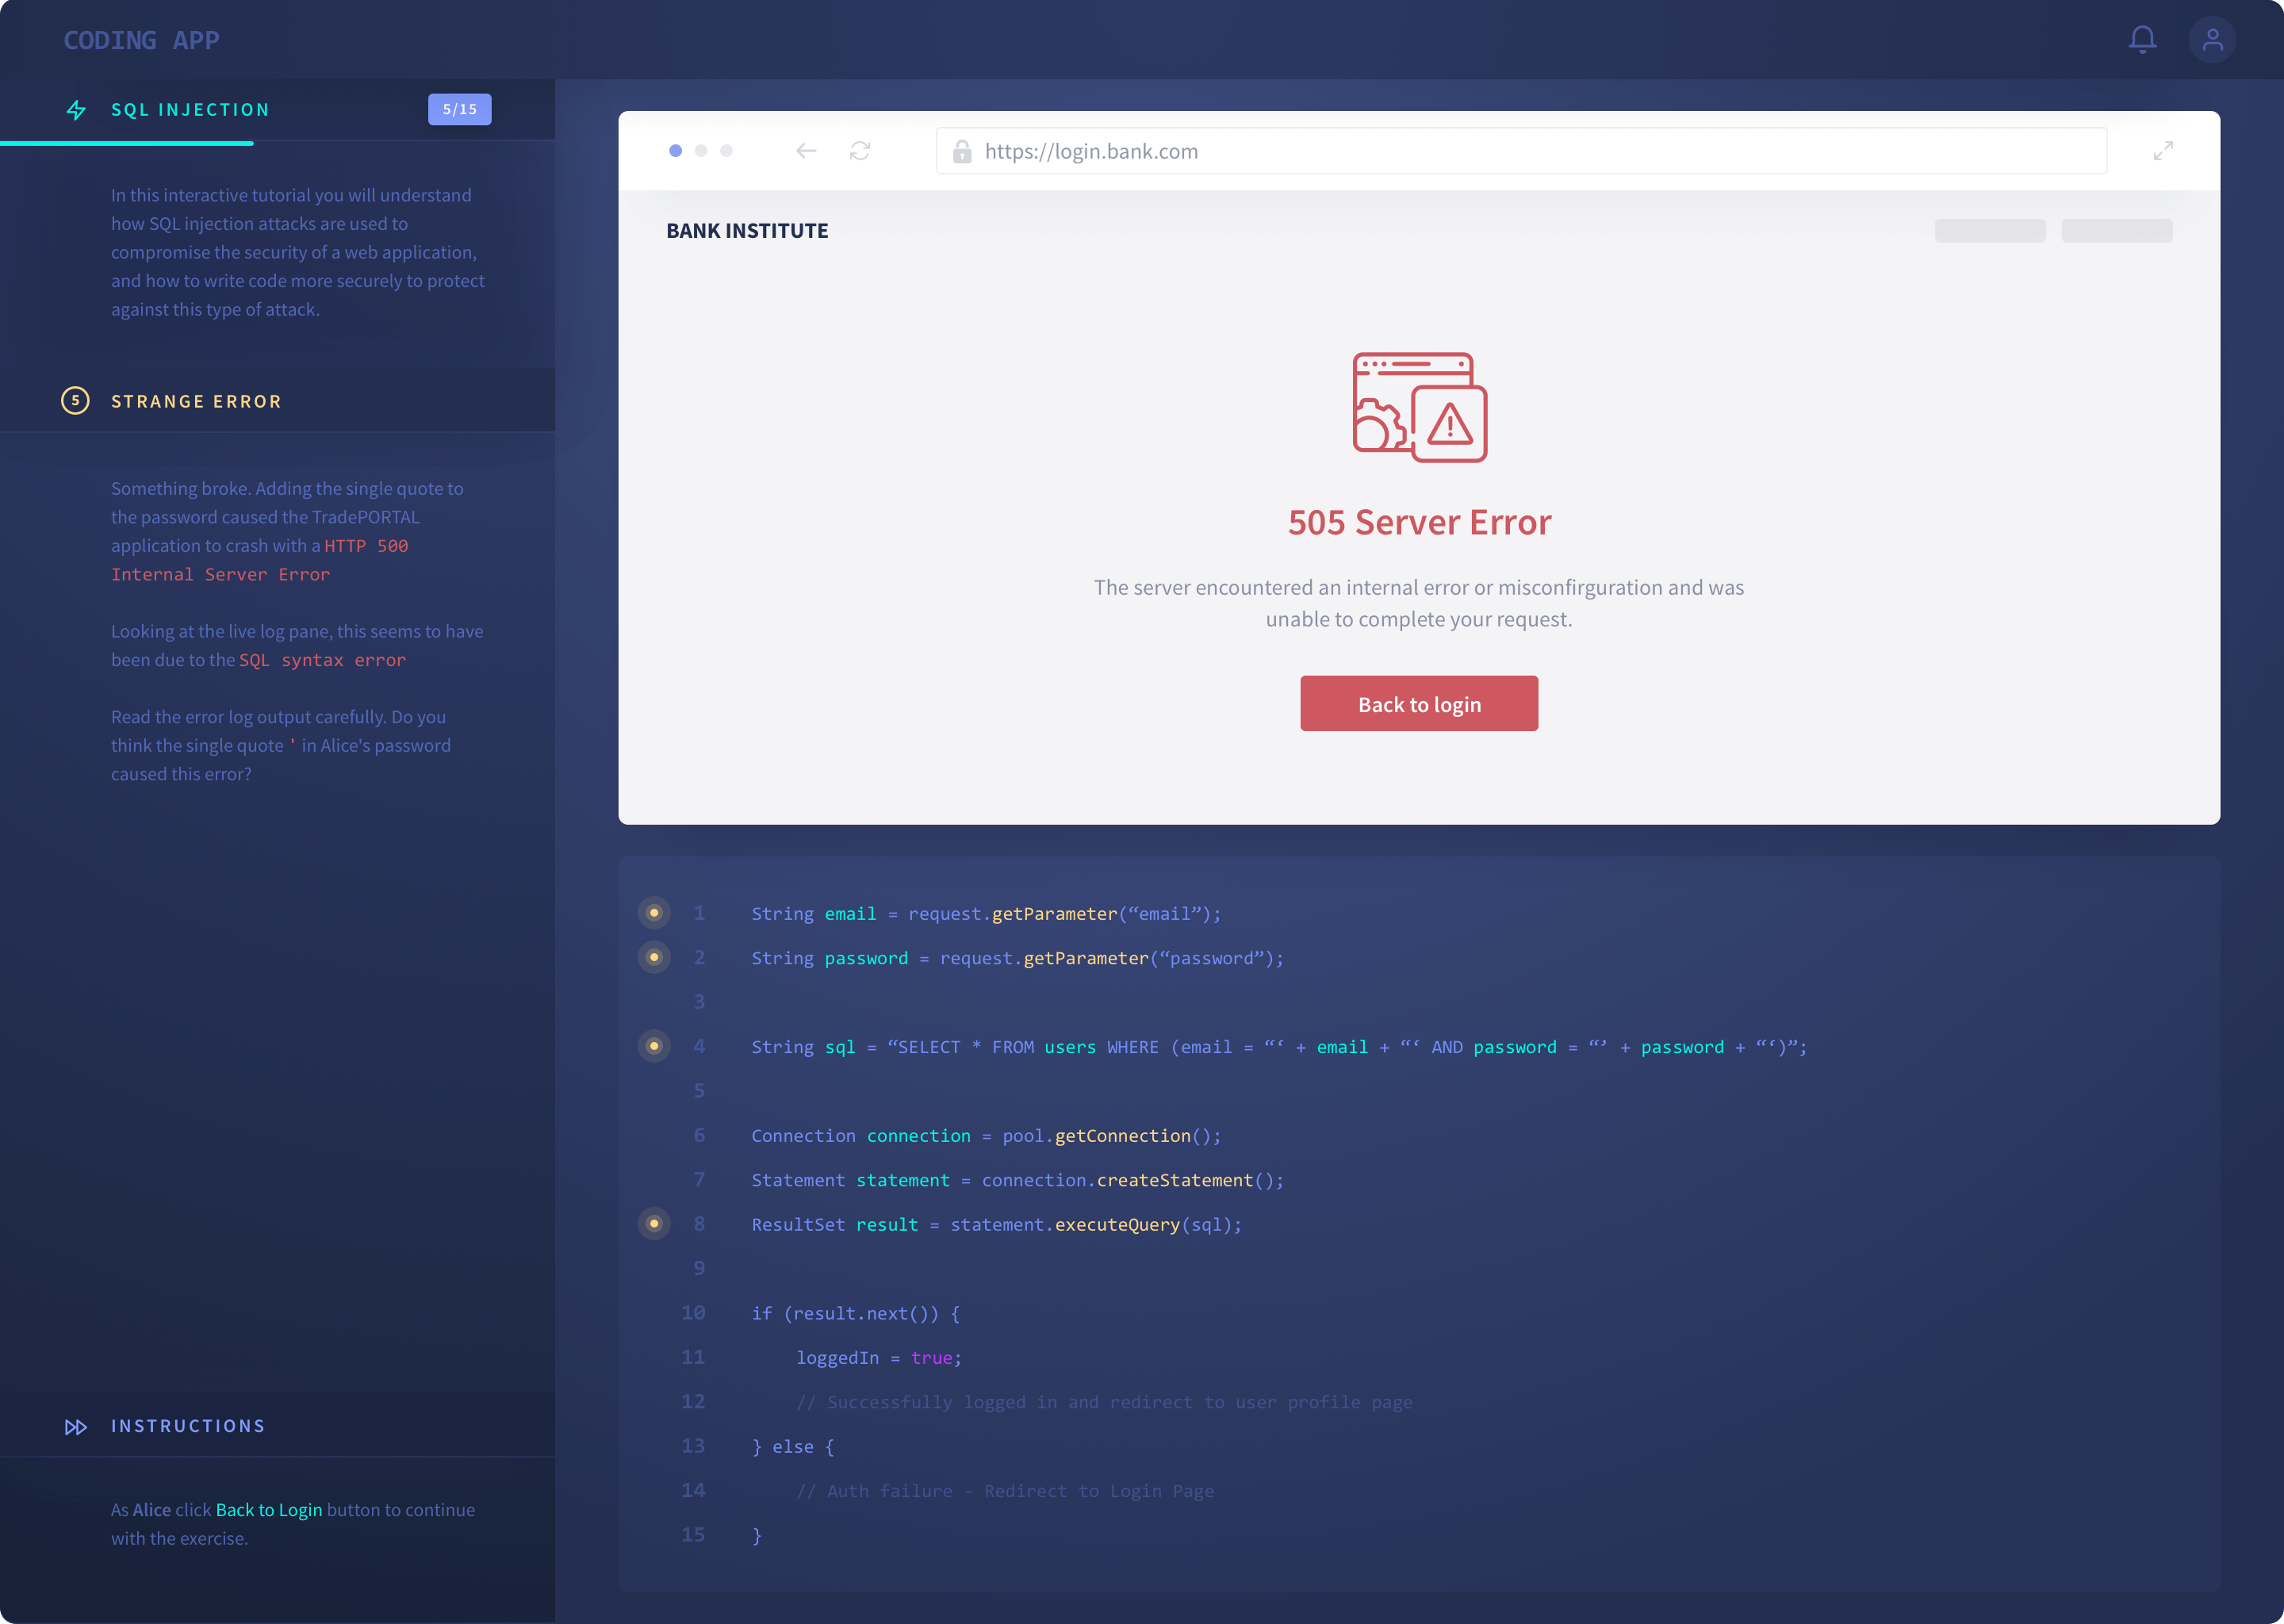 CODING APP
SQL INJECTION
5/15
In this interactive tutorial you will understand
how SQL injection attacks are used to
compromise the security of a web application,
and how to write code more securely to protect
against this type of attack.
5 STRANGE ERROR
Something broke. Adding the single quote to
the password caused the TradePORTAL
application to crash with a HTTP 500
Internal Server Error
Looking at the live log pane, this seems to have
been due to the SQL syntax error
Read the error log output carefully. Do you
think the single quote ' in Alice's password
caused this error?
INSTRUCTIONS
As Alice click Back to Login button to continue
with the exercise.
https://login.bank.com
BANK INSTITUTE
505 Server Error
The server encountered an internal error or misconfirguration and was
unable to complete your request.
Back to login
1 String email = request.getParameter(“email”);
2 String password = request.getParameter(“password”);
3
4 String sql = “SELECT * FROM users WHERE (email = “‘ + email + “‘ AND password = “’ + password + “‘)”;
5
6 Connection connection = pool.getConnection();
7 Statement statement = connection.createStatement();
8 ResultSet result = statement.executeQuery(sql);
9
10 if (result.next()) {
11 loggedIn = true;
12 // Successfully logged in and redirect to user profile page
13 } else {
14 // Auth failure - Redirect to Login Page
15 }